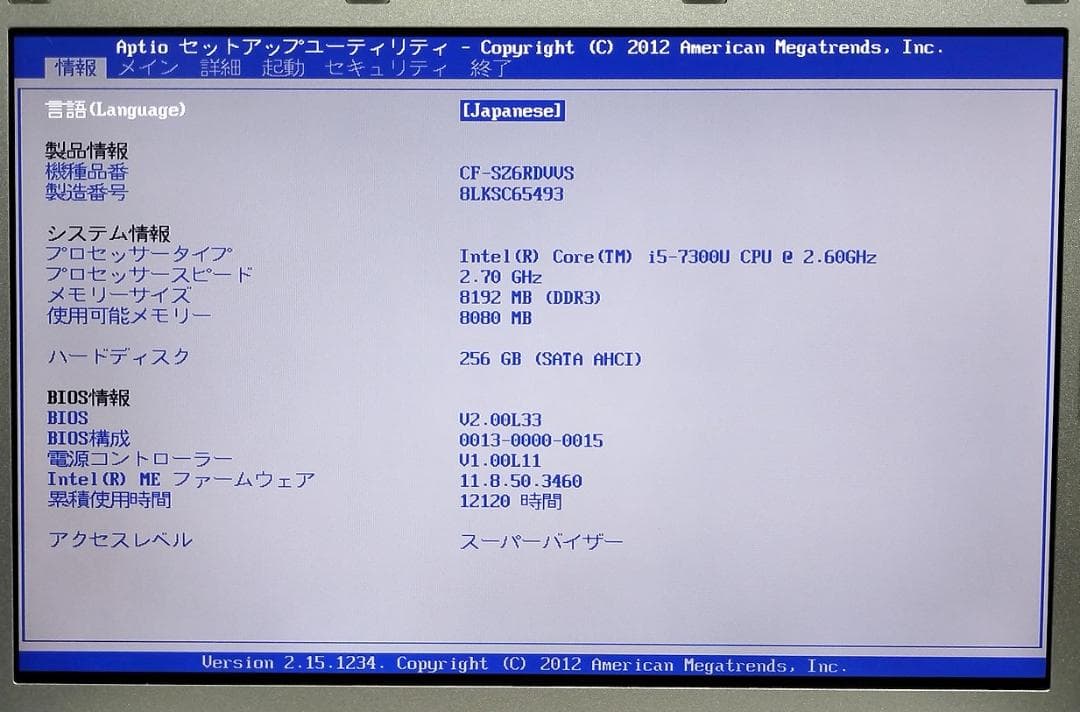 Aptio セットアップユーティリティ - Copyright (C) 2012 American Megatrends, Inc.
情報 メイン 詳細 起動 セキュリティ 終了
言語(Language) [Japanese]
製品情報
機種品番 CF-SZ6RDVVS
製造番号 8LKSC65493
システム情報
プロセッサータイプ Intel(R) Core(TM) i5-7300U CPU @ 2.60GHz
プロセッサースピード 2.70 GHz
メモリーサイズ 8192 MB (DDR3)
使用可能メモリー 8080 MB
ハードディスク 256 GB (SATA AHCI)
BIOS情報
BIOS V2.00L33
BIOS構成 0013-0000-0015
電源コントローラー V1.00L11
Intel(R) ME ファームウェア 11.8.50.3460
累積使用時間 12120 時間
アクセスレベル スーパーバイザー
Version 2.15.1234. Copyright (C) 2012 American Megatrends, Inc.